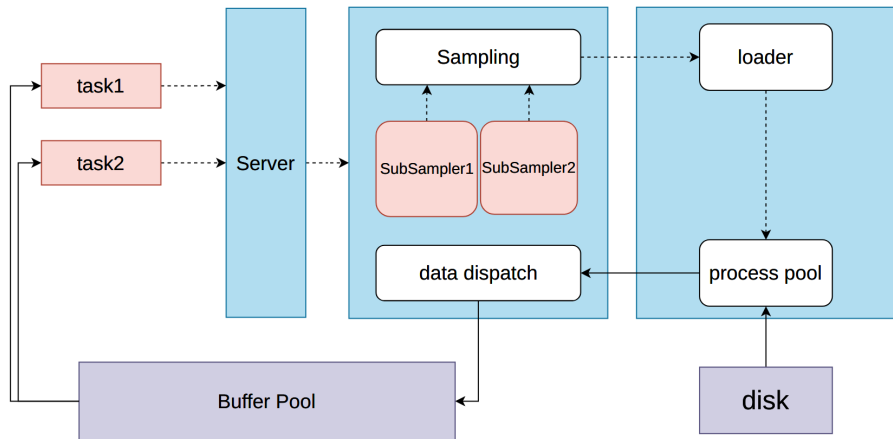 Sampling
loader
task1
task2
Server
SubSampler1
SubSampler2
data dispatch
process pool
Buffer Pool
disk